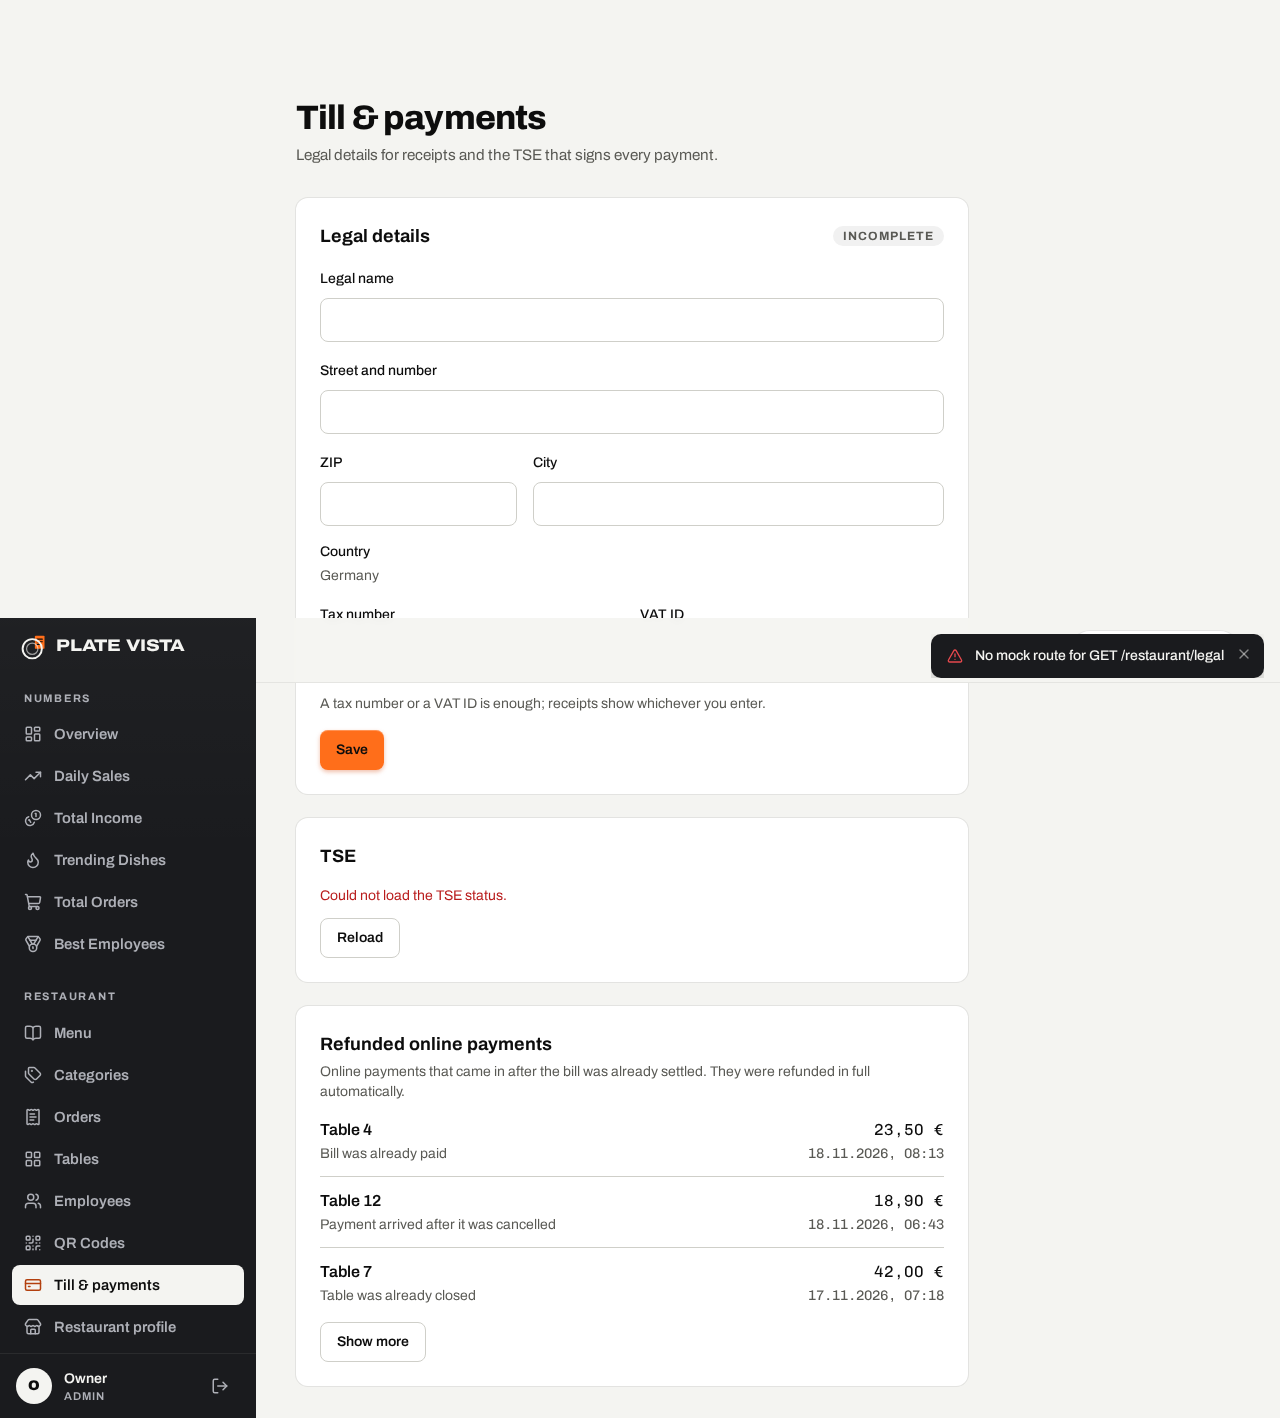 Till & payments
Legal details for receipts and the TSE that signs every payment.
Legal details
INCOMPLETE
Legal name
Street and number
ZIP
City
Country
Germany
Tax number
VAT ID
No mock route for GET /restaurant/legal
A tax number or a VAT ID is enough; receipts show whichever you enter.
Save
TSE
Could not load the TSE status.
Reload
Refunded online payments
Online payments that came in after the bill was already settled. They were refunded in full
automatically.
Table 4
23,50 €
Bill was already paid
18.11.2026, 08:13
Table 12
18,90 €
Payment arrived after it was cancelled
18.11.2026, 06:43
Table 7
42,00 €
Table was already closed
17.11.2026, 07:18
Show more
PLATE VISTA
NUMBERS
Overview
Daily Sales
Total Income
Trending Dishes
Total Orders
Best Employees
RESTAURANT
Menu
Categories
Orders
Tables
Employees
QR Codes
Till & payments
Restaurant profile
O
Owner
ADMIN